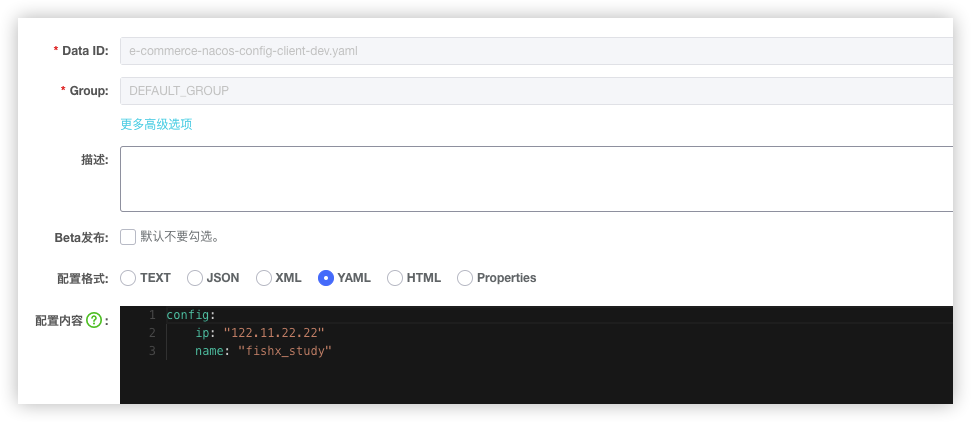 * Data ID: e-commerce-nacos-config-client-dev.yaml
* Group: DEFAULT_GROUP
更多高级选项
描述:
Beta发布: 默认不要勾选。
配置格式: TEXT JSON XML YAML HTML Properties
配置内容 ? : 1 config:
2 ip: "122.11.22.22"
3 name: "fishx_study"